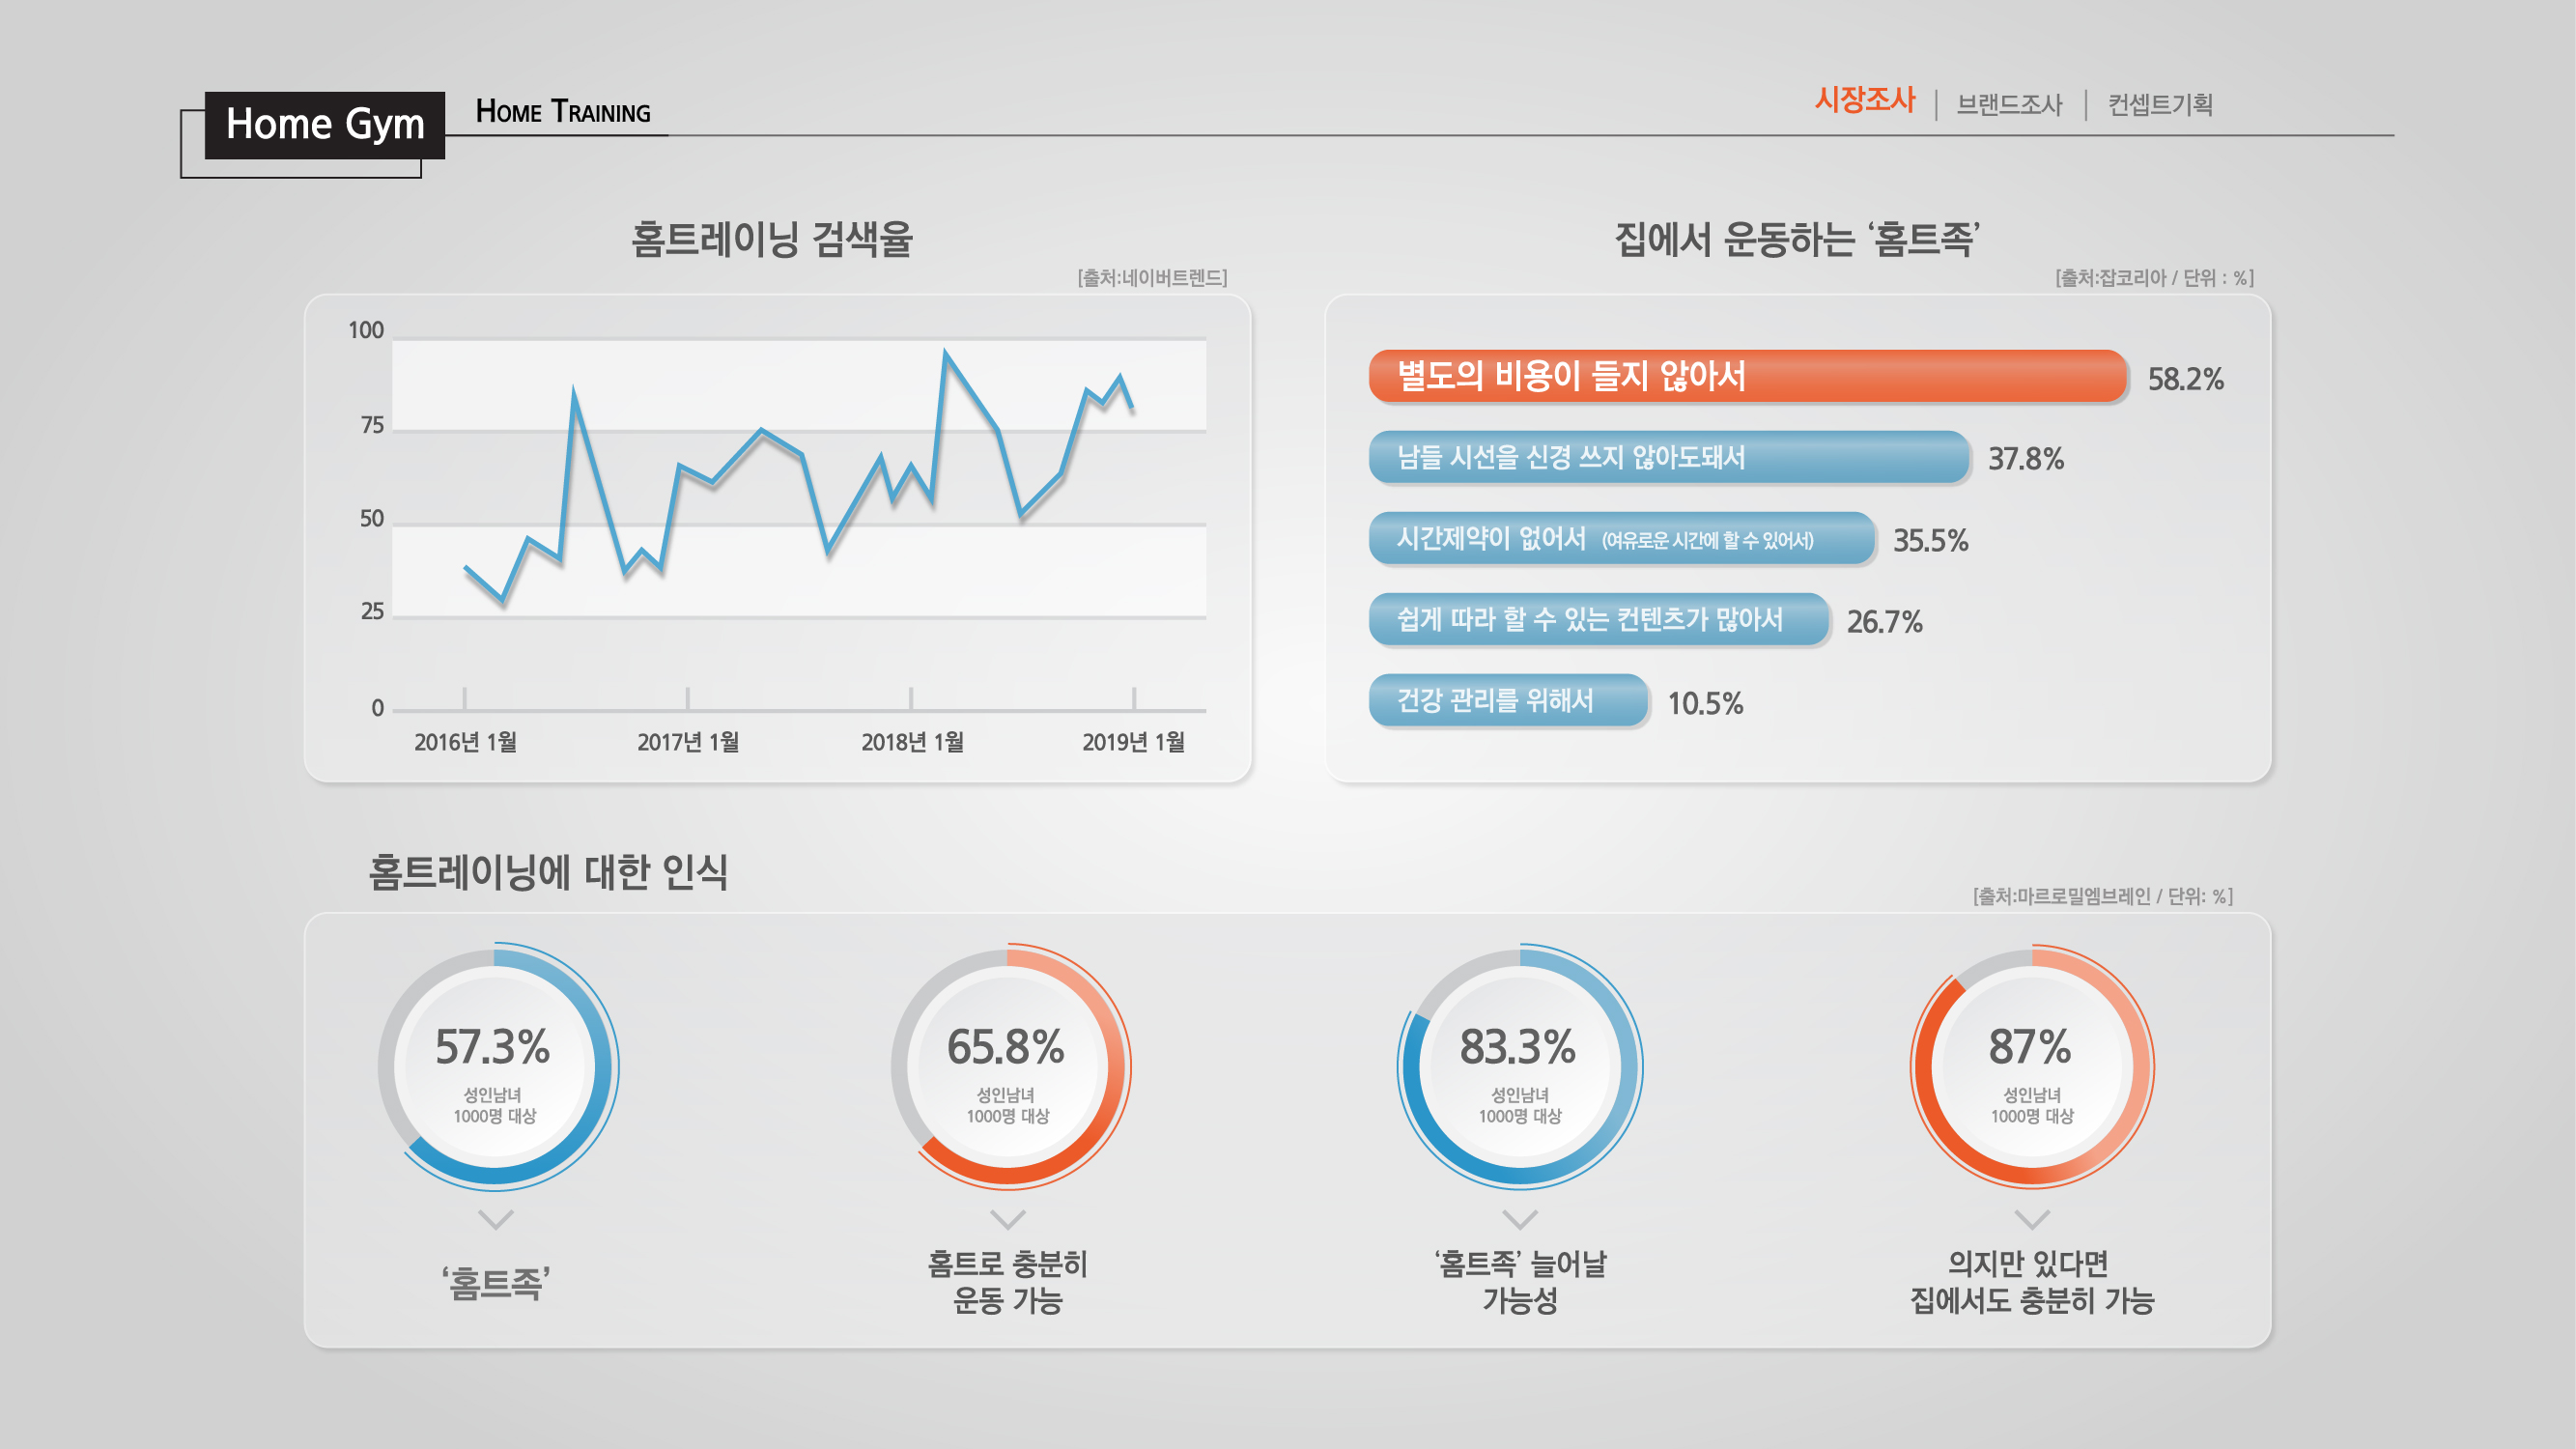 Home Gym
HOME TRAINING
시장조사 | 브랜드조사 | 컨셉트기획
홈트레이닝 검색율
[출처:네이버트렌드]
100
75
50
25
0
2016년 1월
2017년 1월
2018년 1월
2019년 1월
집에서 운동하는 ‘홈트족’
[출처:잡코리아 / 단위 : %]
별도의 비용이 들지 않아서 58.2%
남들 시선을 신경 쓰지 않아도돼서 37.8%
시간제약이 없어서 (여유로운 시간에 할 수 있어서) 35.5%
쉽게 따라 할 수 있는 컨텐츠가 많아서 26.7%
건강 관리를 위해서 10.5%
홈트레이닝에 대한 인식
[출처:마르로밀엠브레인 / 단위: %]
57.3%
성인남녀
1000명 대상
‘홈트족’
65.8%
성인남녀
1000명 대상
홈트로 충분히
운동 가능
83.3%
성인남녀
1000명 대상
‘홈트족’ 늘어날
가능성
87%
성인남녀
1000명 대상
의지만 있다면
집에서도 충분히 가능